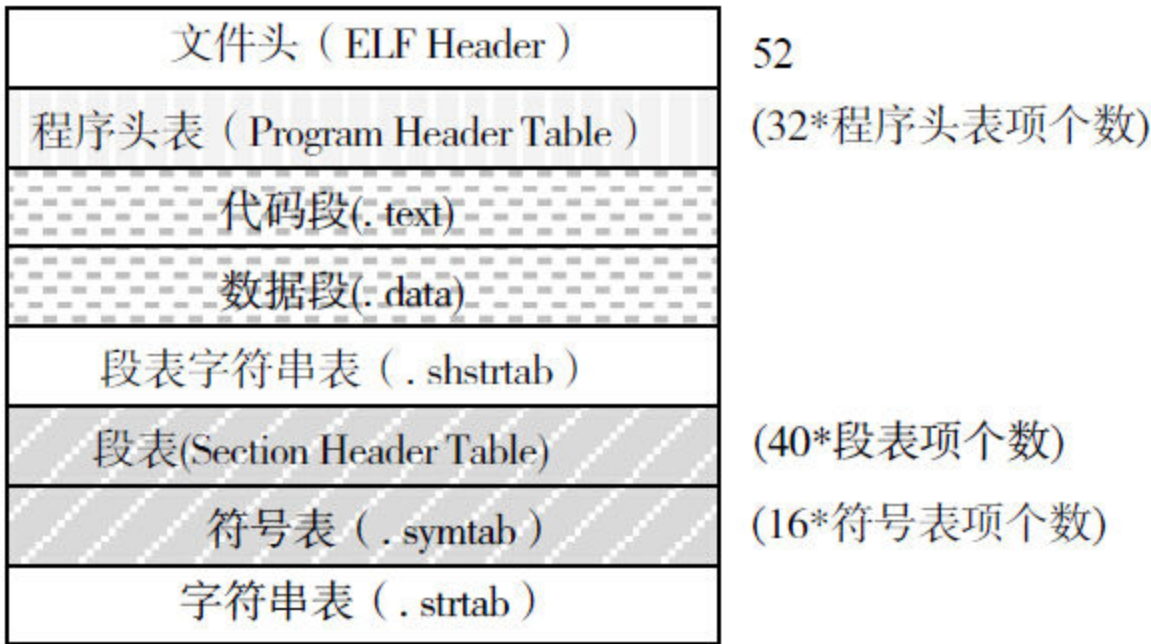 文件头（ELF Header） 52
程序头表（Program Header Table） (32*程序头表项个数)
代码段(. text)
数据段(. data)
段表字符串表（. shstrtab）
段表(Section Header Table) (40*段表项个数)
符号表（. symtab） (16*符号表项个数)
字符串表（. strtab）